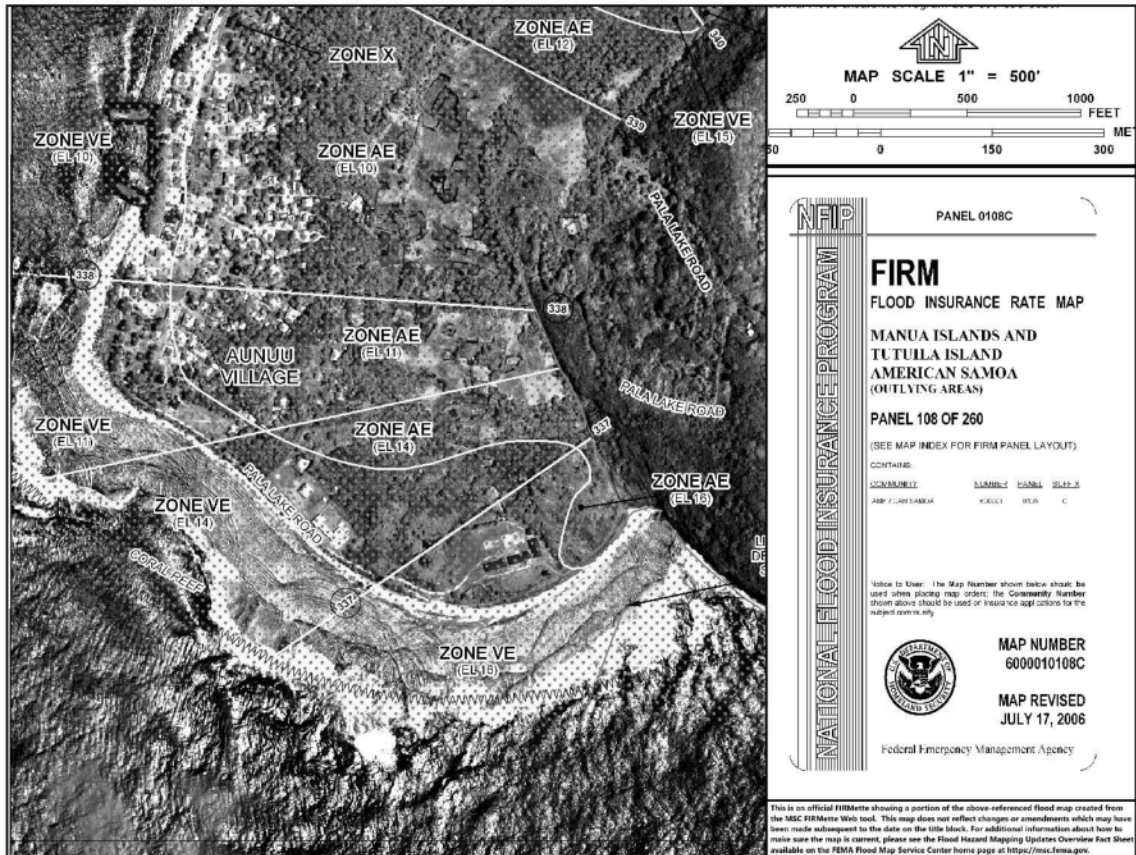 ZONE X
ZONE AE
(EL 12)
340
ZONE VE
(EL 10)
ZONE AE
(EL 10)
339
ZONE VE
(EL 15)
PALA LAKE ROAD
338
338
ZONE AE
(EL 11)
AUNUU
VILLAGE
PALA LAKE ROAD
ZONE VE
(EL 11)
ZONE AE
(EL 14)
337
ZONE VE
(EL 14)
PALA LAKE ROAD
ZONE AE
(EL 16)
CORAL REEF
337
ZONE VE
(EL 16)
MAP SCALE 1" = 500'
250 0 500 1000
FEET
0 150 300
NFIP
PANEL 0108C
NATIONAL FLOOD INSURANCE PROGRAM
FIRM
FLOOD INSURANCE RATE MAP
MANUA ISLANDS AND
TUTUILA ISLAND
AMERICAN SAMOA
(OUTLYING AREAS)
PANEL 108 OF 260
(SEE MAP INDEX FOR FIRM PANEL LAYOUT)
CONTAINS:
COMMUNITY NUMBER PANEL SUFFIX
AMERICAN SAMOA C
Notice to User: The Map Number shown below should be
used when placing map orders; the Community Number
shown above should be used on insurance applications for the
subject community.
U.S. DEPARTMENT OF
HOMELAND SECURITY
MAP NUMBER
6000010108C
MAP REVISED
JULY 17, 2006
Federal Emergency Management Agency
This is an official FIRMette showing a portion of the above-referenced flood map created from
the MSC FIRMette Web tool. This map does not reflect changes or amendments which may have
been made subsequent to the date on the title block. For additional information about how to
make sure the map is current, please see the Flood Hazard Mapping Updates Overview Fact Sheet
available on the FEMA Flood Map Service Center home page at https://msc.fema.gov.